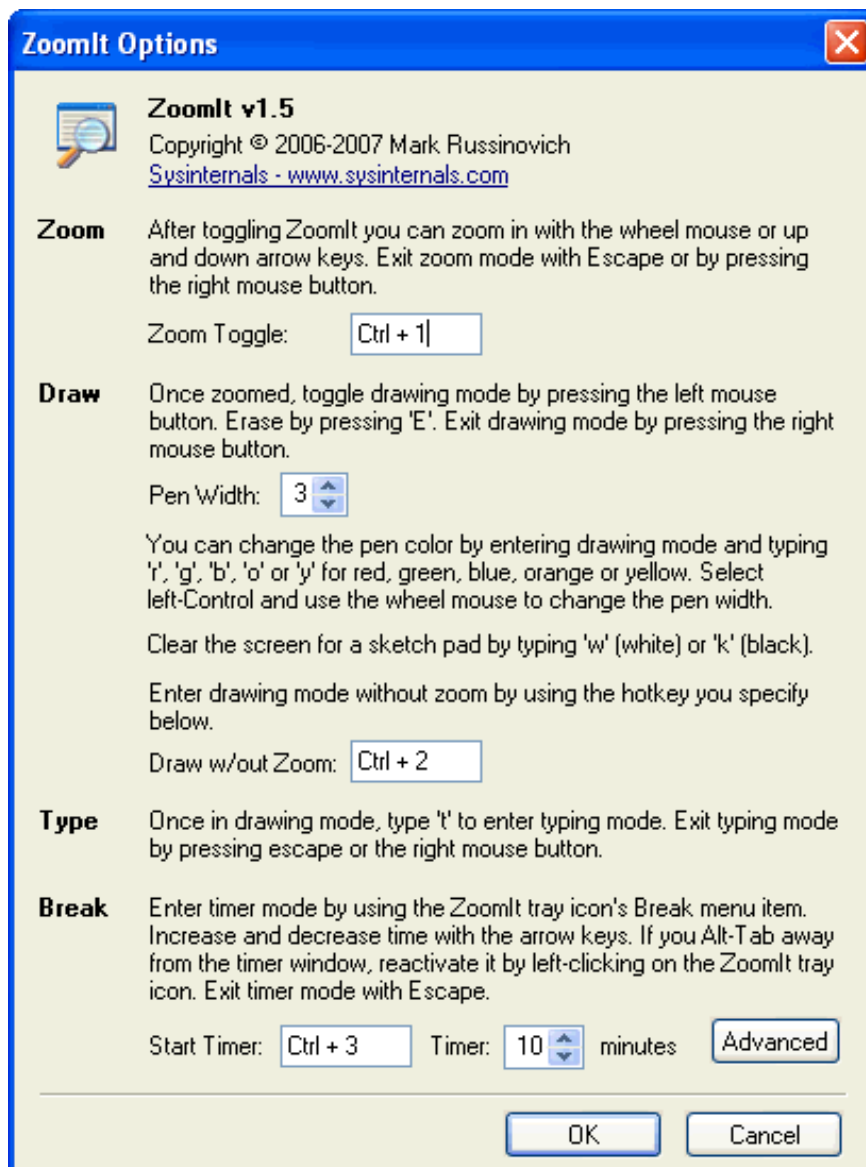 ZoomIt Options
ZoomIt v1.5
Copyright © 2006-2007 Mark Russinovich
Sysinternals - www.sysinternals.com
Zoom
After toggling ZoomIt you can zoom in with the wheel mouse or up
and down arrow keys. Exit zoom mode with Escape or by pressing
the right mouse button.
Zoom Toggle: Ctrl + 1
Draw
Once zoomed, toggle drawing mode by pressing the left mouse
button. Erase by pressing 'E'. Exit drawing mode by pressing the right
mouse button.
Pen Width: 3
You can change the pen color by entering drawing mode and typing
'r', 'g', 'b', 'o' or 'y' for red, green, blue, orange or yellow. Select
left-Control and use the wheel mouse to change the pen width.
Clear the screen for a sketch pad by typing 'w' (white) or 'k' (black).
Enter drawing mode without zoom by using the hotkey you specify
below.
Draw w/out Zoom: Ctrl + 2
Type
Once in drawing mode, type 't' to enter typing mode. Exit typing mode
by pressing escape or the right mouse button.
Break
Enter timer mode by using the ZoomIt tray icon's Break menu item.
Increase and decrease time with the arrow keys. If you Alt-Tab away
from the timer window, reactivate it by left-clicking on the ZoomIt tray
icon. Exit timer mode with Escape.
Start Timer: Ctrl + 3 Timer: 10 minutes Advanced
OK Cancel